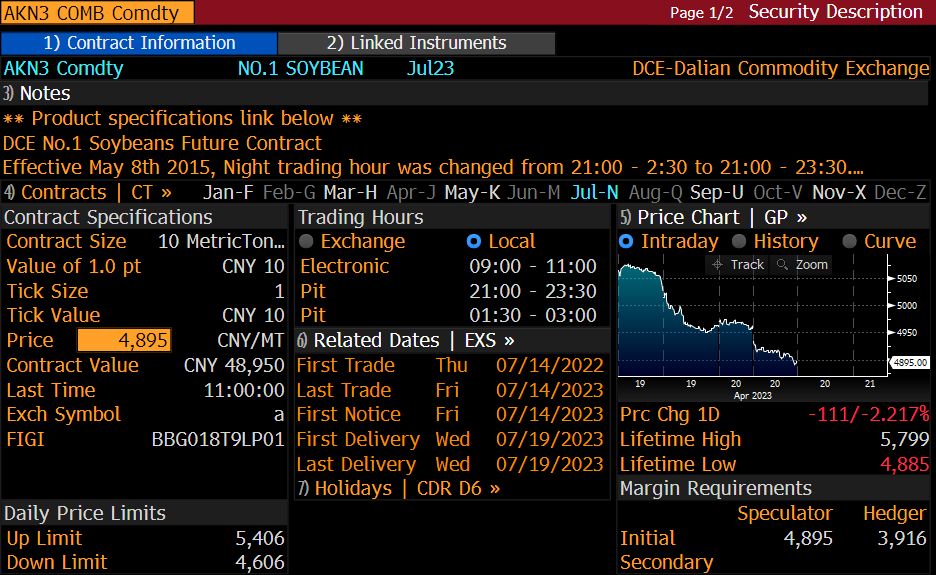 AKN3 COMB Comdty Page 1/2 Security Description
1) Contract Information 2) Linked Instruments
AKN3 Comdty NO.1 SOYBEAN Jul23 DCE-Dalian Commodity Exchange
3) Notes
** Product specifications link below **
DCE No.1 Soybeans Future Contract
Effective May 8th 2015, Night trading hour was changed from 21:00 - 2:30 to 21:00 - 23:30....
4) Contracts | CT » Jan-F Feb-G Mar-H Apr-J May-K Jun-M Jul-N Aug-Q Sep-U Oct-V Nov-X Dec-Z
Contract Specifications
Contract Size 10 MetricTon...
Value of 1.0 pt CNY 10
Tick Size 1
Tick Value CNY 10
Price 4,895 CNY/MT
Contract Value CNY 48,950
Last Time 11:00:00
Exch Symbol a
FIGI BBG018T9LP01
Daily Price Limits
Up Limit 5,406
Down Limit 4,606
Trading Hours
Exchange Local
Electronic 09:00 - 11:00
Pit 21:00 - 23:30
Pit 01:30 - 03:00
6) Related Dates | EXS »
First Trade Thu 07/14/2022
Last Trade Fri 07/14/2023
First Notice Fri 07/14/2023
First Delivery Wed 07/19/2023
Last Delivery Wed 07/19/2023
7) Holidays | CDR D6 »
5) Price Chart | GP »
Intraday History Curve
Track Zoom
5050
5000
4950
4895.00
19 19 20 20 20 21
Apr 2023
Prc Chg 1D -111/-2.217%
Lifetime High 5,799
Lifetime Low 4,885
Margin Requirements
Speculator Hedger
Initial 4,895 3,916
Secondary